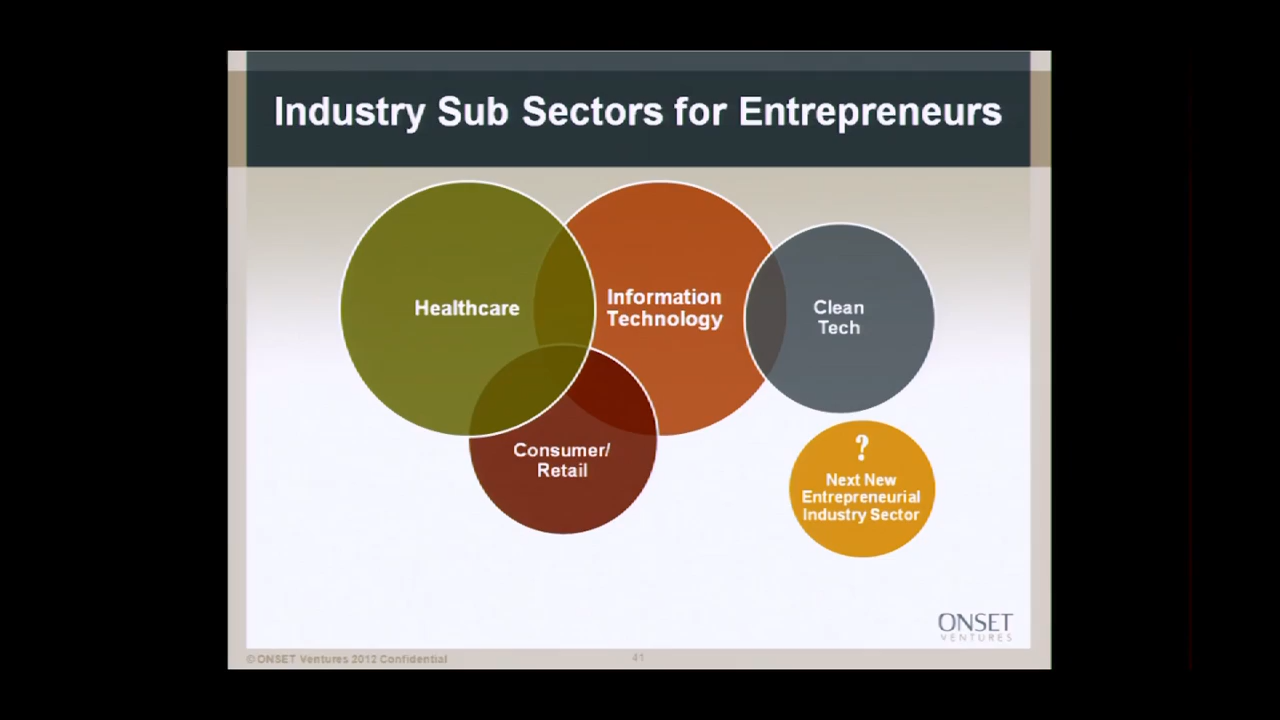 Industry Sub Sectors for Entrepreneurs
Healthcare
Information
Technology
Clean
Tech
Consumer/
Retail
?
Next New
Entrepreneurial
Industry Sector
ONSET
VENTURES
© ONSET Ventures 2012 Confidential
41